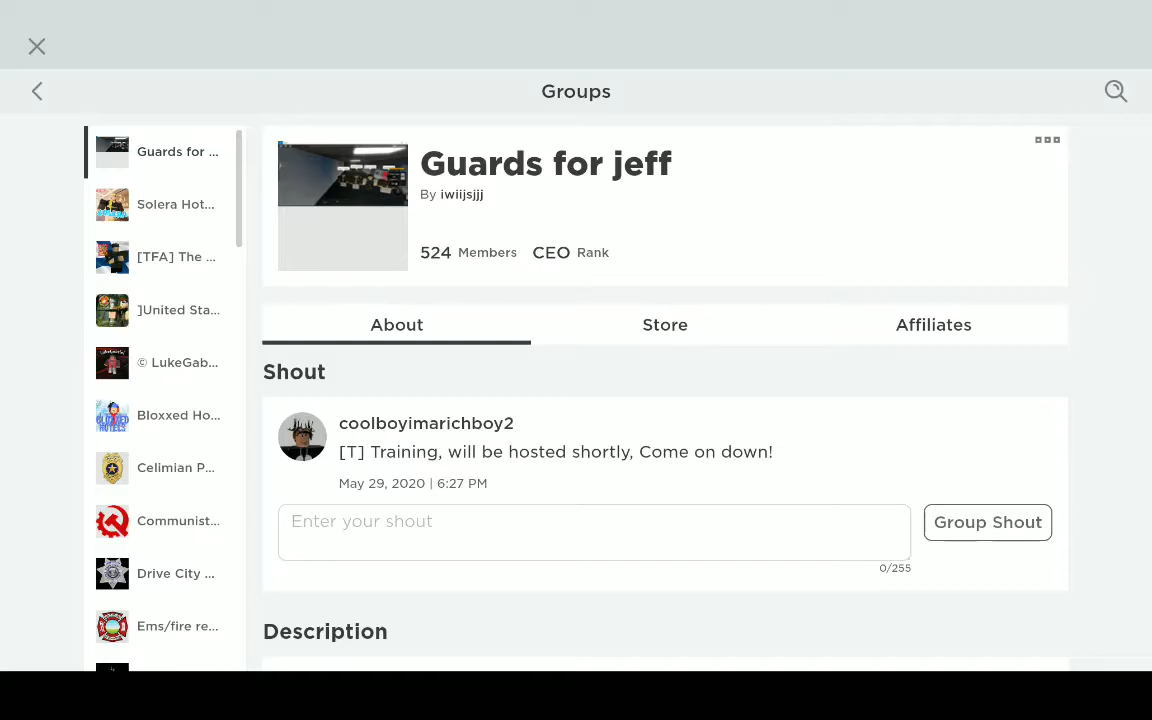 Groups
Guards for ...
Solera Hot...
[TFA] The ...
]United Sta...
© LukeGab...
Bloxxed Ho...
Celimian P...
Communist...
Drive City ...
Ems/fire re...
Guards for jeff
By iwiijsjjj
524 Members CEO Rank
About Store Affiliates
Shout
coolboyimarichboy2
[T] Training, will be hosted shortly, Come on down!
May 29, 2020 | 6:27 PM
Enter your shout
Group Shout
0/255
Description